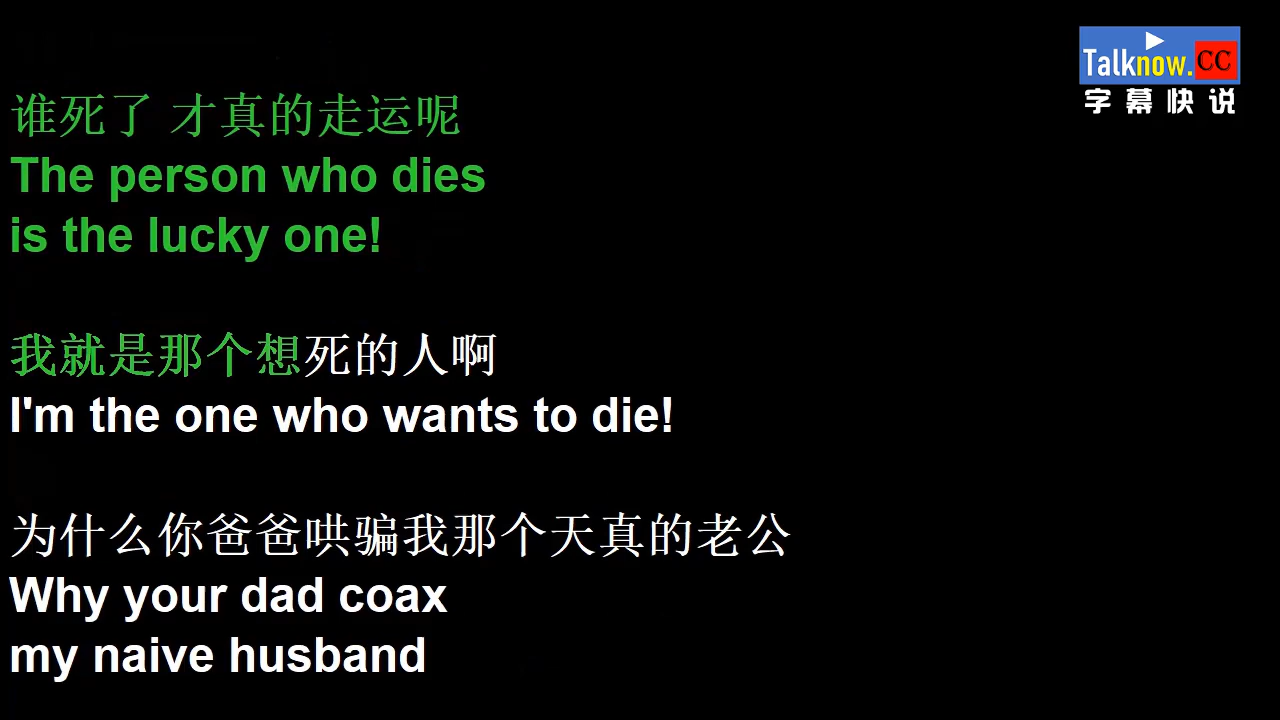 Talknow.CC
字幕快说
谁死了 才真的走运呢
The person who dies
is the lucky one!
我就是那个想死的人啊
I'm the one who wants to die!
为什么你爸爸哄骗我那个天真的老公
Why your dad coax
my naive husband